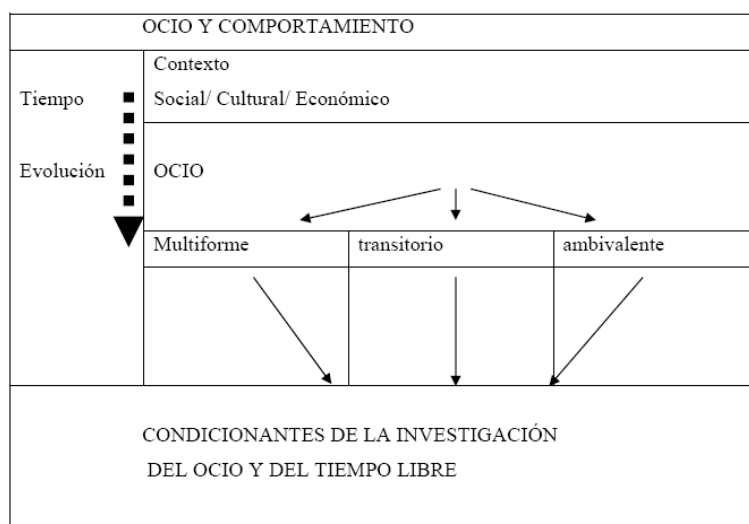 OCIO Y COMPORTAMIENTO
Contexto
Tiempo
Social/ Cultural/ Económico
Evolución
OCIO
Multiforme
transitorio
ambivalente
CONDICIONANTES DE LA INVESTIGACIÓN
DEL OCIO Y DEL TIEMPO LIBRE